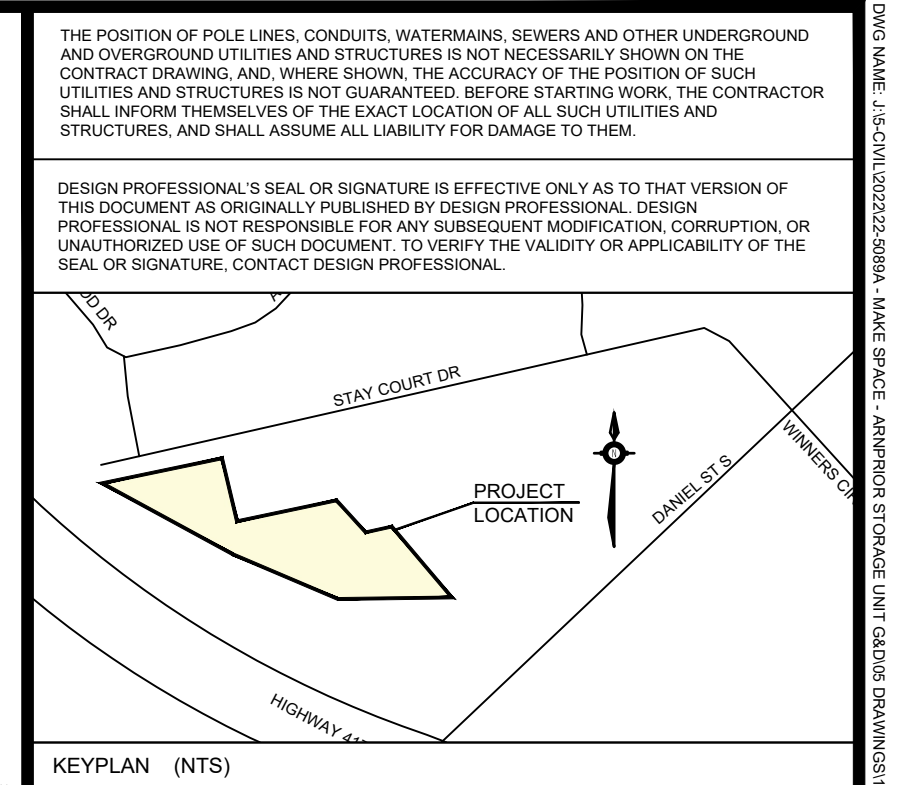 THE POSITION OF POLE LINES, CONDUITS, WATERMAINS, SEWERS AND OTHER UNDERGROUND
AND OVERGROUND UTILITIES AND STRUCTURES IS NOT NECESSARILY SHOWN ON THE
CONTRACT DRAWING, AND, WHERE SHOWN, THE ACCURACY OF THE POSITION OF SUCH
UTILITIES AND STRUCTURES IS NOT GUARANTEED. BEFORE STARTING WORK, THE CONTRACTOR
SHALL INFORM THEMSELVES OF THE EXACT LOCATION OF ALL SUCH UTILITIES AND
STRUCTURES, AND SHALL ASSUME ALL LIABILITY FOR DAMAGE TO THEM.
DESIGN PROFESSIONAL'S SEAL OR SIGNATURE IS EFFECTIVE ONLY AS TO THAT VERSION OF
THIS DOCUMENT AS ORIGINALLY PUBLISHED BY DESIGN PROFESSIONAL. DESIGN
PROFESSIONAL IS NOT RESPONSIBLE FOR ANY SUBSEQUENT MODIFICATION, CORRUPTION, OR
UNAUTHORIZED USE OF SUCH DOCUMENT. TO VERIFY THE VALIDITY OR APPLICABILITY OF THE
SEAL OR SIGNATURE, CONTACT DESIGN PROFESSIONAL.
DR
STAY COURT DR
N
WINNERS
DANIEL ST S
PROJECT
LOCATION
HIGHWAY
KEYPLAN (NTS)
DWG NAME: J:\5-CIVIL\2022\22-5089A - MAKE SPACE - ARNPRIOR STORAGE UNIT G&D\05 DRAWINGS\1